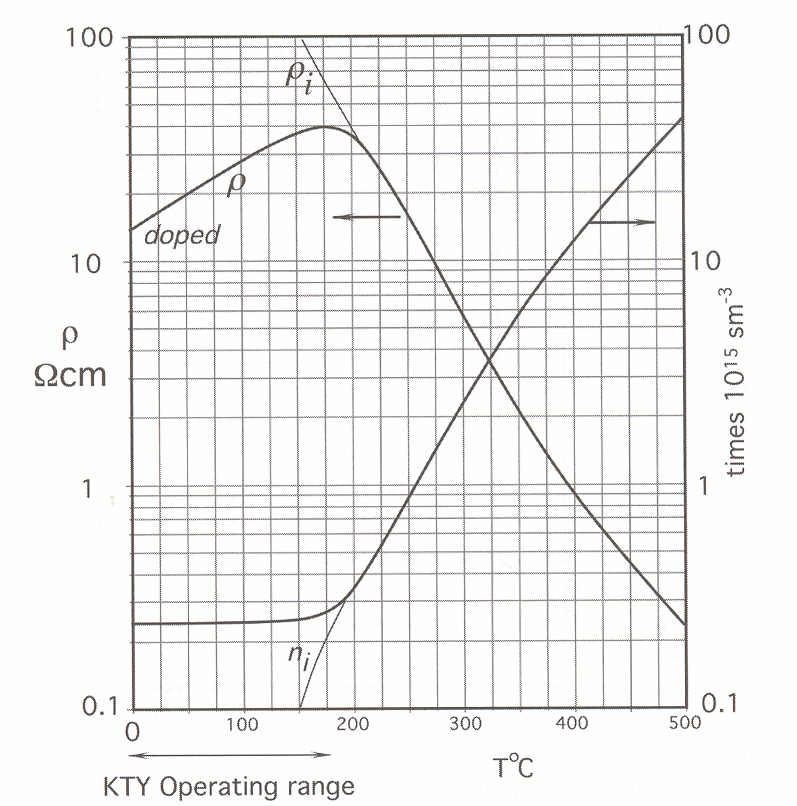 100
100
ρi
ρ
doped
10
10
ρ
Ωcm
times 10¹⁵ sm⁻³
1
1
ni
0.1
0.1
0
100
200
300
400
500
T°C
KTY Operating range